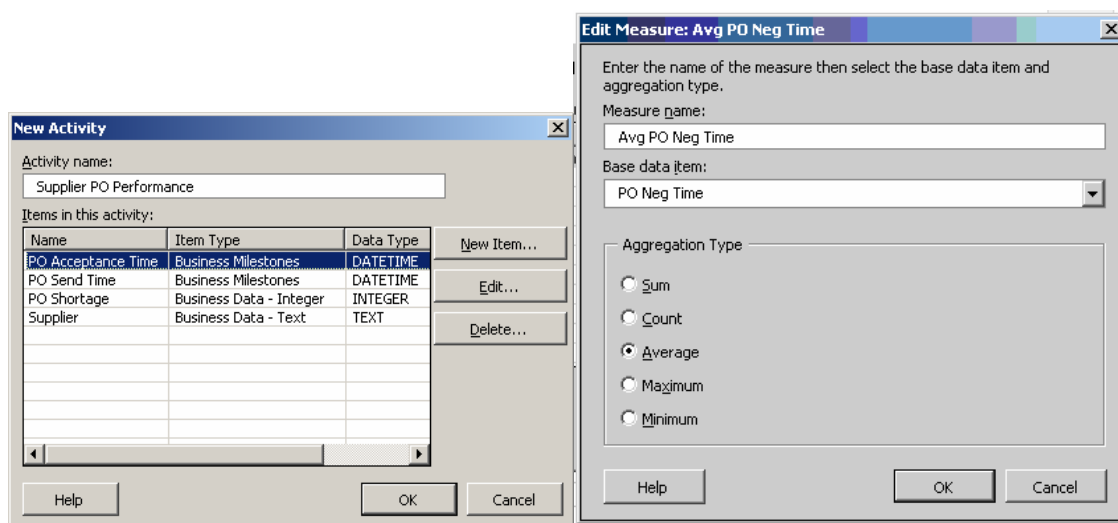 New Activity
Activity name:
Supplier PO Performance
Items in this activity:
Name Item Type Data Type
PO Acceptance Time Business Milestones DATETIME
PO Send Time Business Milestones DATETIME
PO Shortage Business Data - Integer INTEGER
Supplier Business Data - Text TEXT
New Item...
Edit...
Delete...
Help OK Cancel
Edit Measure: Avg PO Neg Time
Enter the name of the measure then select the base data item and
aggregation type.
Measure name:
Avg PO Neg Time
Base data item:
PO Neg Time
Aggregation Type
Sum
Count
Average
Maximum
Minimum
Help OK Cancel